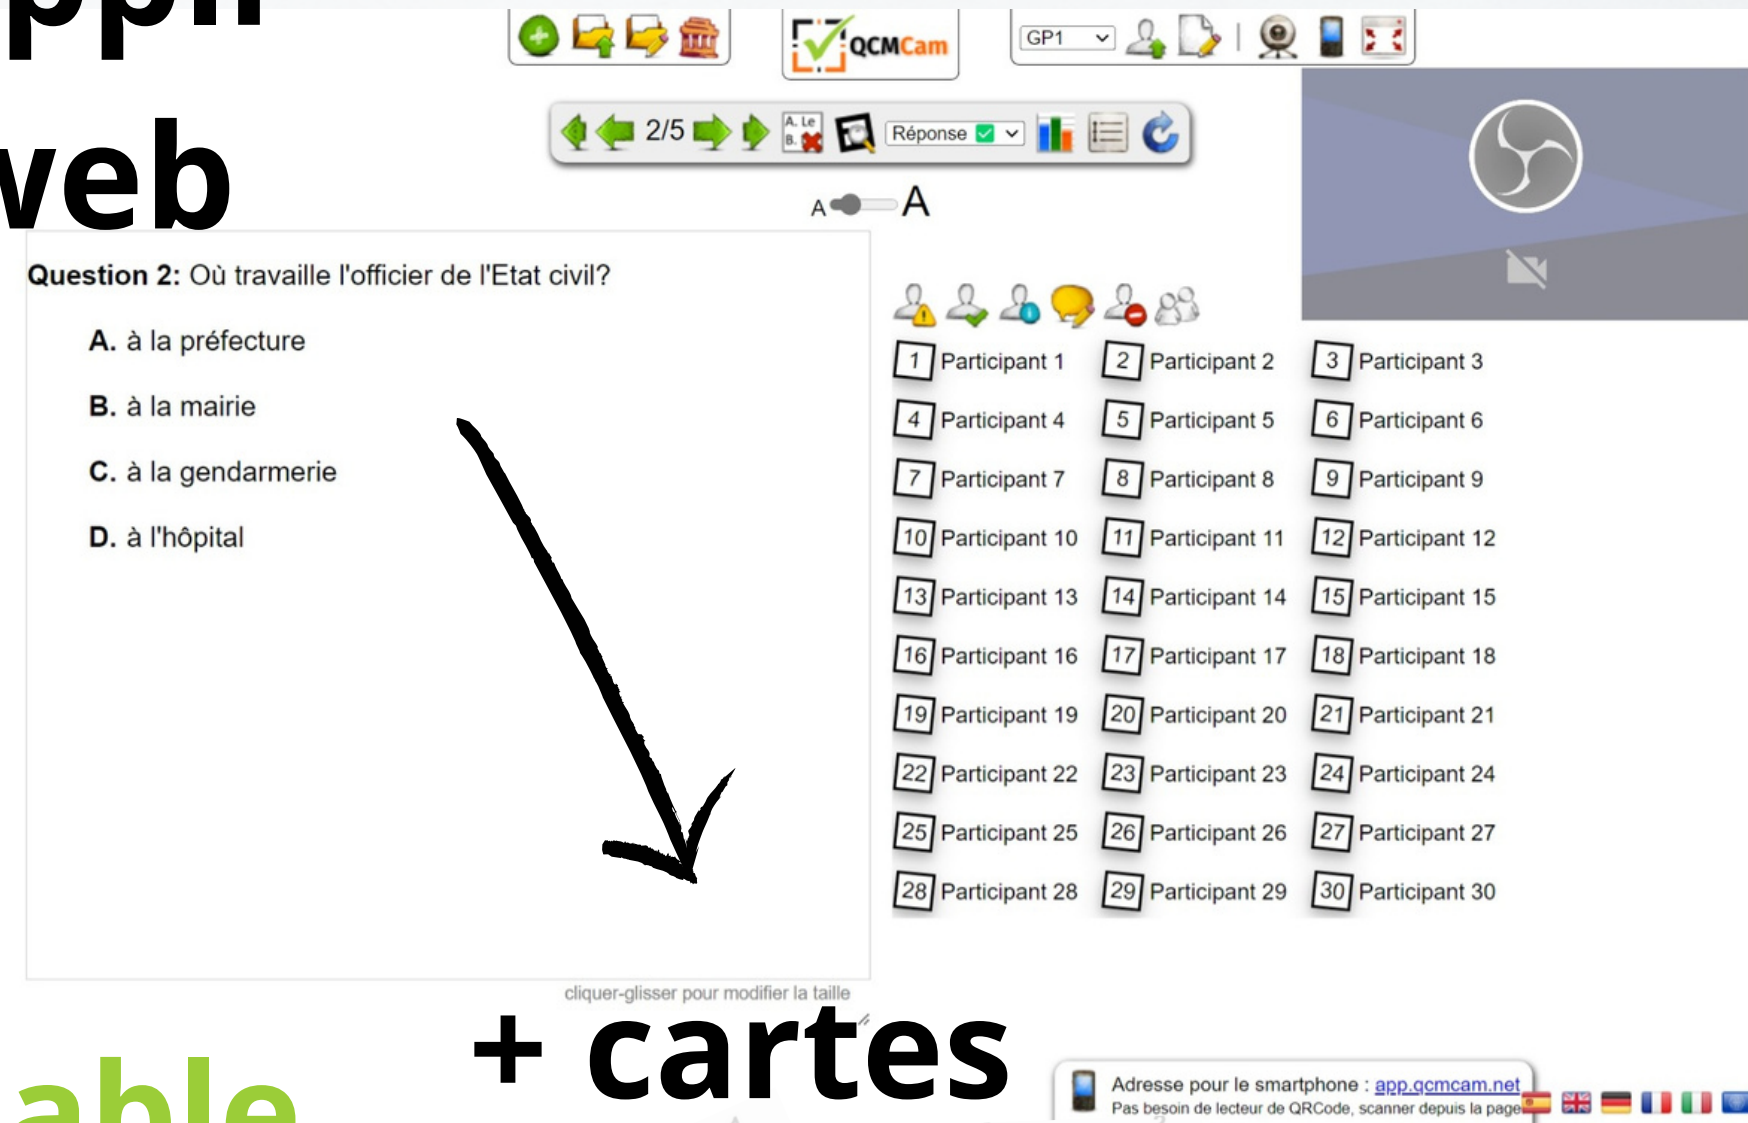 appli
web
QCMCam
GP1
2/5
A. Le
B.
Réponse
A A
Question 2: Où travaille l'officier de l'Etat civil?
A. à la préfecture
B. à la mairie
C. à la gendarmerie
D. à l'hôpital
1 Participant 1 2 Participant 2 3 Participant 3
4 Participant 4 5 Participant 5 6 Participant 6
7 Participant 7 8 Participant 8 9 Participant 9
10 Participant 10 11 Participant 11 12 Participant 12
13 Participant 13 14 Participant 14 15 Participant 15
16 Participant 16 17 Participant 17 18 Participant 18
19 Participant 19 20 Participant 20 21 Participant 21
22 Participant 22 23 Participant 23 24 Participant 24
25 Participant 25 26 Participant 26 27 Participant 27
28 Participant 28 29 Participant 29 30 Participant 30
cliquer-glisser pour modifier la taille
+ cartes
able
Adresse pour le smartphone : app.qcmcam.net
Pas besoin de lecteur de QRCode, scanner depuis la page